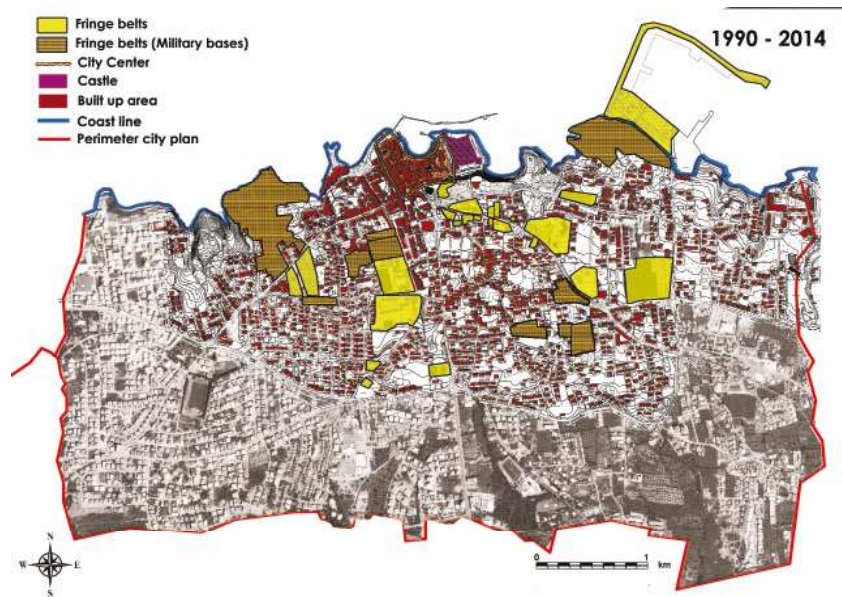 Fringe belts
Fringe belts (Military bases)
City Center
Castle
Built up area
Coast line
Perimeter city plan
1990 - 2014
N
W
E
S
0
1
km